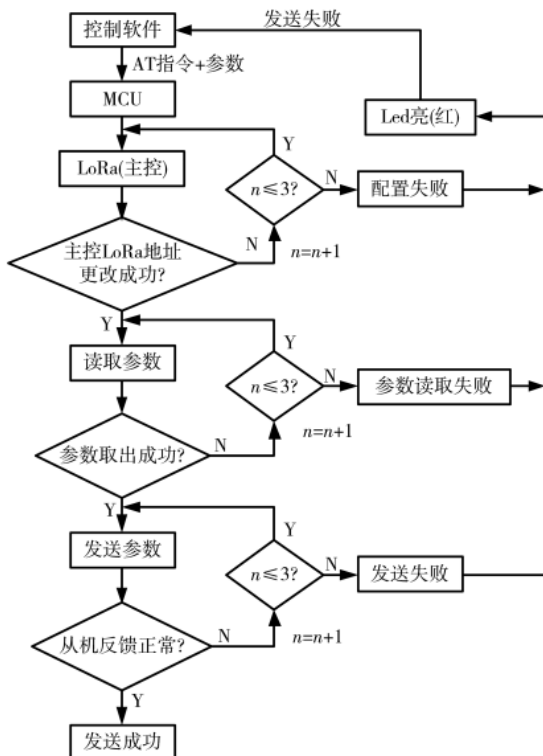 控制软件
发送失败
AT指令+参数
MCU
Led亮(红)
Y
LoRa(主控)
n≤3?
N
配置失败
主控LoRa地址
更改成功?
N
n=n+1
Y
Y
读取参数
n≤3?
N
参数读取失败
n=n+1
参数取出成功?
N
Y
Y
发送参数
n≤3?
N
发送失败
从机反馈正常?
N
n=n+1
Y
发送成功